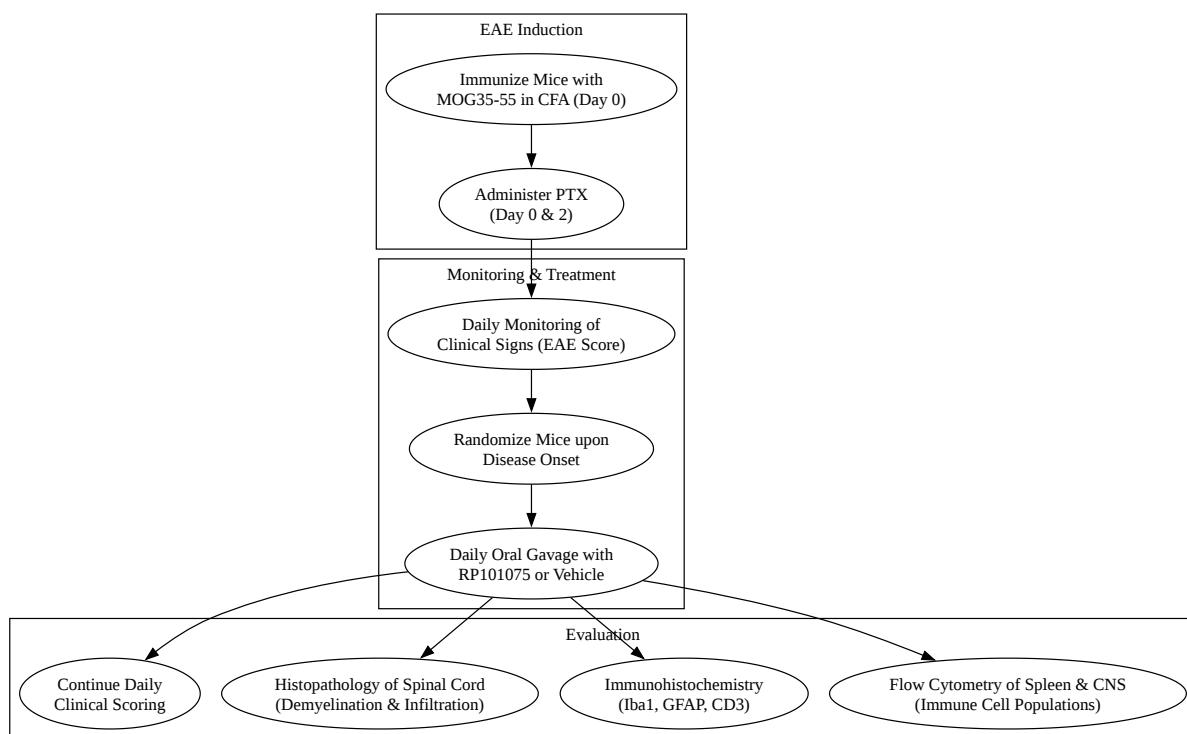 EAE Induction
Immunize Mice with
MOG35-55 in CFA (Day 0)
Administer PTX
(Day 0 & 2)
Monitoring & Treatment
Daily Monitoring of
Clinical Signs (EAE Score)
Randomize Mice upon
Disease Onset
Daily Oral Gavage with
RP101075 or Vehicle
Evaluation
Continue Daily
Clinical Scoring
Histopathology of Spinal Cord
(Demyelination & Infiltration)
Immunohistochemistry
(Iba1, GFAP, CD3)
Flow Cytometry of Spleen & CNS
(Immune Cell Populations)